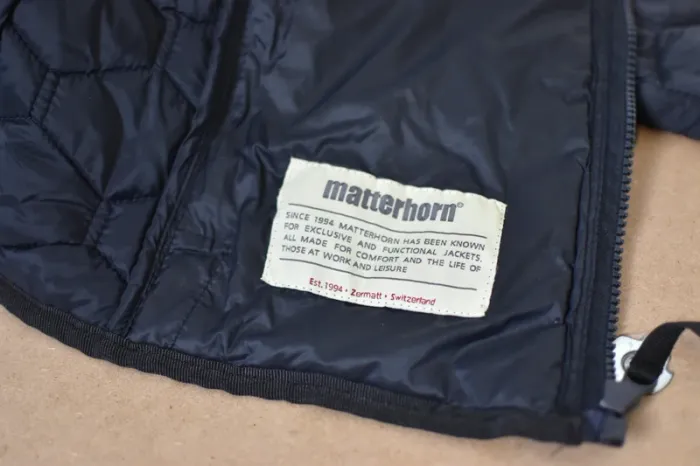 matterhorn®
SINCE 1994 MATTERHORN HAS BEEN KNOWN
FOR EXCLUSIVE AND FUNCTIONAL JACKETS.
ALL MADE FOR COMFORT AND THE LIFE OF
THOSE AT WORK AND LEISURE
Est.1994 • Zermatt • Switzerland